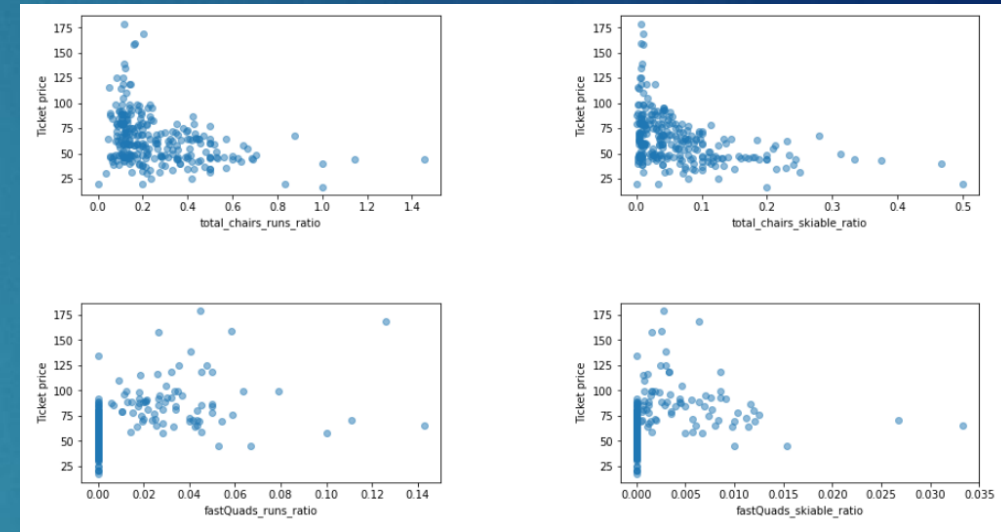 175
150
125
100
75
50
25
Ticket price
0.0 0.2 0.4 0.6 0.8 1.0 1.2 1.4
total_chairs_runs_ratio
175
150
125
100
75
50
25
Ticket price
0.0 0.1 0.2 0.3 0.4 0.5
total_chairs_skiable_ratio
175
150
125
100
75
50
25
Ticket price
0.00 0.02 0.04 0.06 0.08 0.10 0.12 0.14
fastQuads_runs_ratio
175
150
125
100
75
50
25
Ticket price
0.000 0.005 0.010 0.015 0.020 0.025 0.030 0.035
fastQuads_skiable_ratio